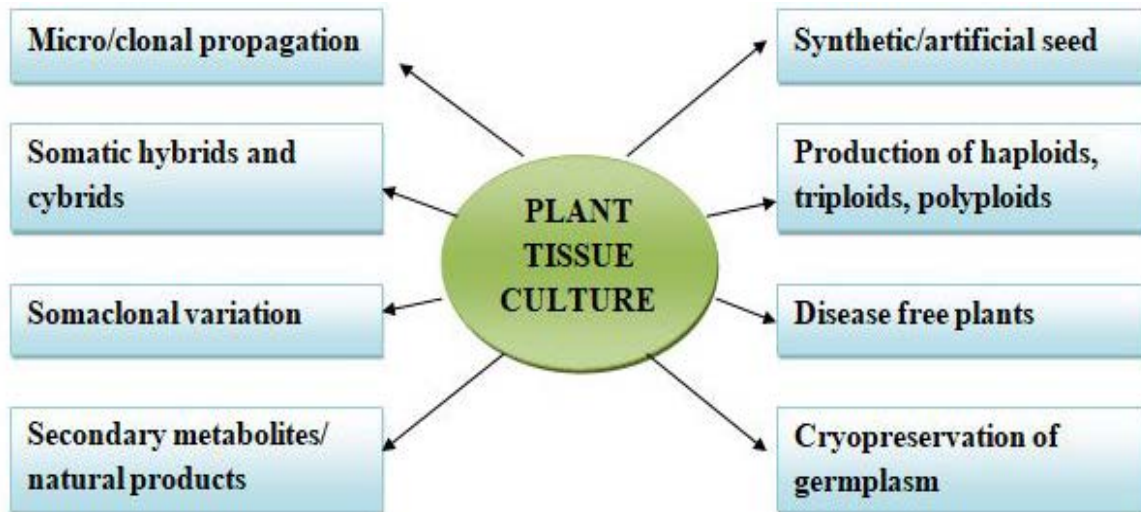 Micro/clonal propagation
Somatic hybrids and
cybrids
Somaclonal variation
Secondary metabolites/
natural products
PLANT
TISSUE
CULTURE
Synthetic/artificial seed
Production of haploids,
triploids, polyploids
Disease free plants
Cryopreservation of
germplasm